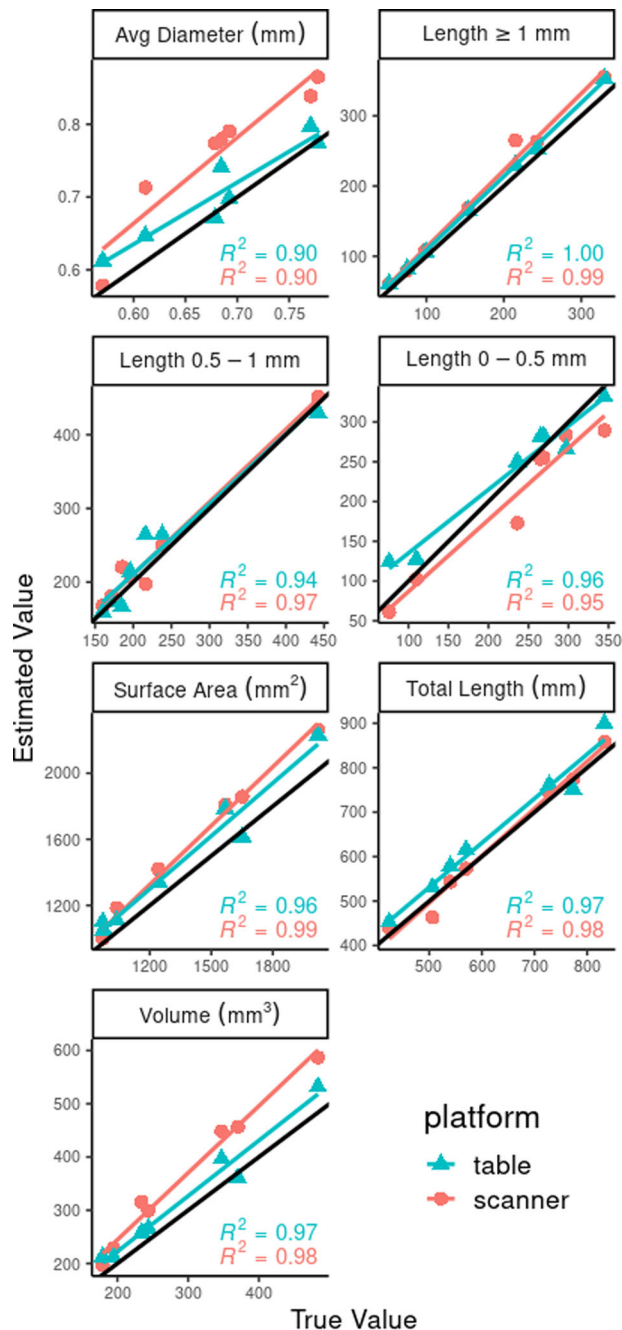 Avg Diameter (mm)
0.8
0.7
0.6
0.60 0.65 0.70 0.75
R² = 0.90
R² = 0.90
Length ≥ 1 mm
300
200
100
100 200 300
R² = 1.00
R² = 0.99
Length 0.5 – 1 mm
400
300
200
150 200 250 300 350 400 450
R² = 0.94
R² = 0.97
Length 0 – 0.5 mm
300
250
200
150
100
50
50 100 150 200 250 300 350
R² = 0.96
R² = 0.95
Estimated Value
Surface Area (mm²)
2000
1600
1200
1200 1500 1800
R² = 0.96
R² = 0.99
Total Length (mm)
900
800
700
600
500
400
500 600 700 800
R² = 0.97
R² = 0.98
Volume (mm³)
600
500
400
300
200
200 300 400
R² = 0.97
R² = 0.98
platform
table
scanner
True Value